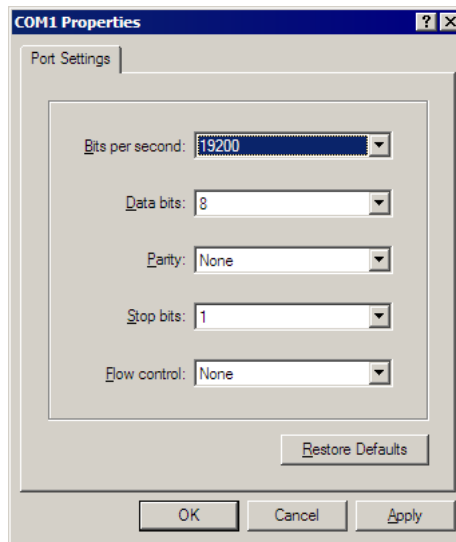 COM1 Properties
Port Settings
Bits per second: 19200
Data bits: 8
Parity: None
Stop bits: 1
Flow control: None
Restore Defaults
OK Cancel Apply